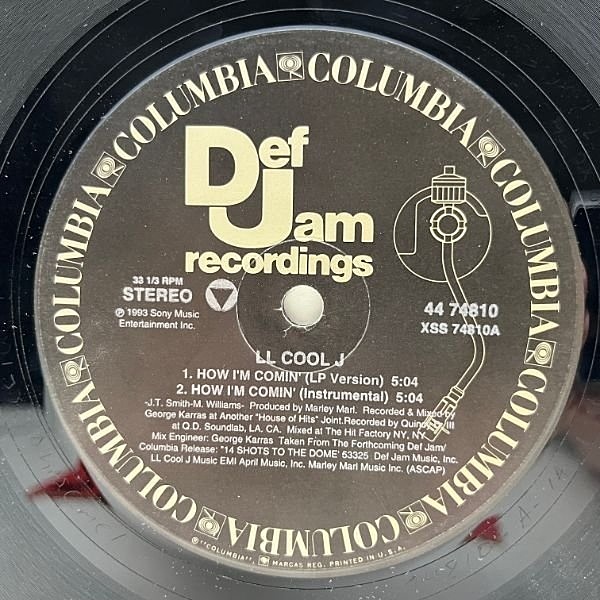 COLUMBIA COLUMBIA COLUMBIA COLUMBIA COLUMBIA COLUMBIA COLUMBIA COLUMBIA
Def
Jam
recordings
33 1/3 RPM
STEREO
℗ 1993 Sony Music
Entertainment Inc.
44 74810
XSS 74810A
LL COOL J
1. HOW I'M COMIN' (LP Version) 5:04
2. HOW I'M COMIN' (Instrumental) 5:04
-J.T. Smith-M. Williams- Produced by Marley Marl. Recorded & Mixed by
George Karras at Another "House of Hits" Joint. Recorded by
at Q.D. Soundlab, LA, CA. Mixed at The Hit Factory NY, NY
Mix Engineer: George Karras Taken From The Forthcoming Def Jam/
Columbia Release: "14 SHOTS TO THE DOME' 53325 Def Jam Music, Inc.
LL Cool J Music EMI April Music, Inc. Marley Marl Music Inc. (ASCAP)
"COLUMBIA", MARCAS REG. PRINTED IN U.S.A.